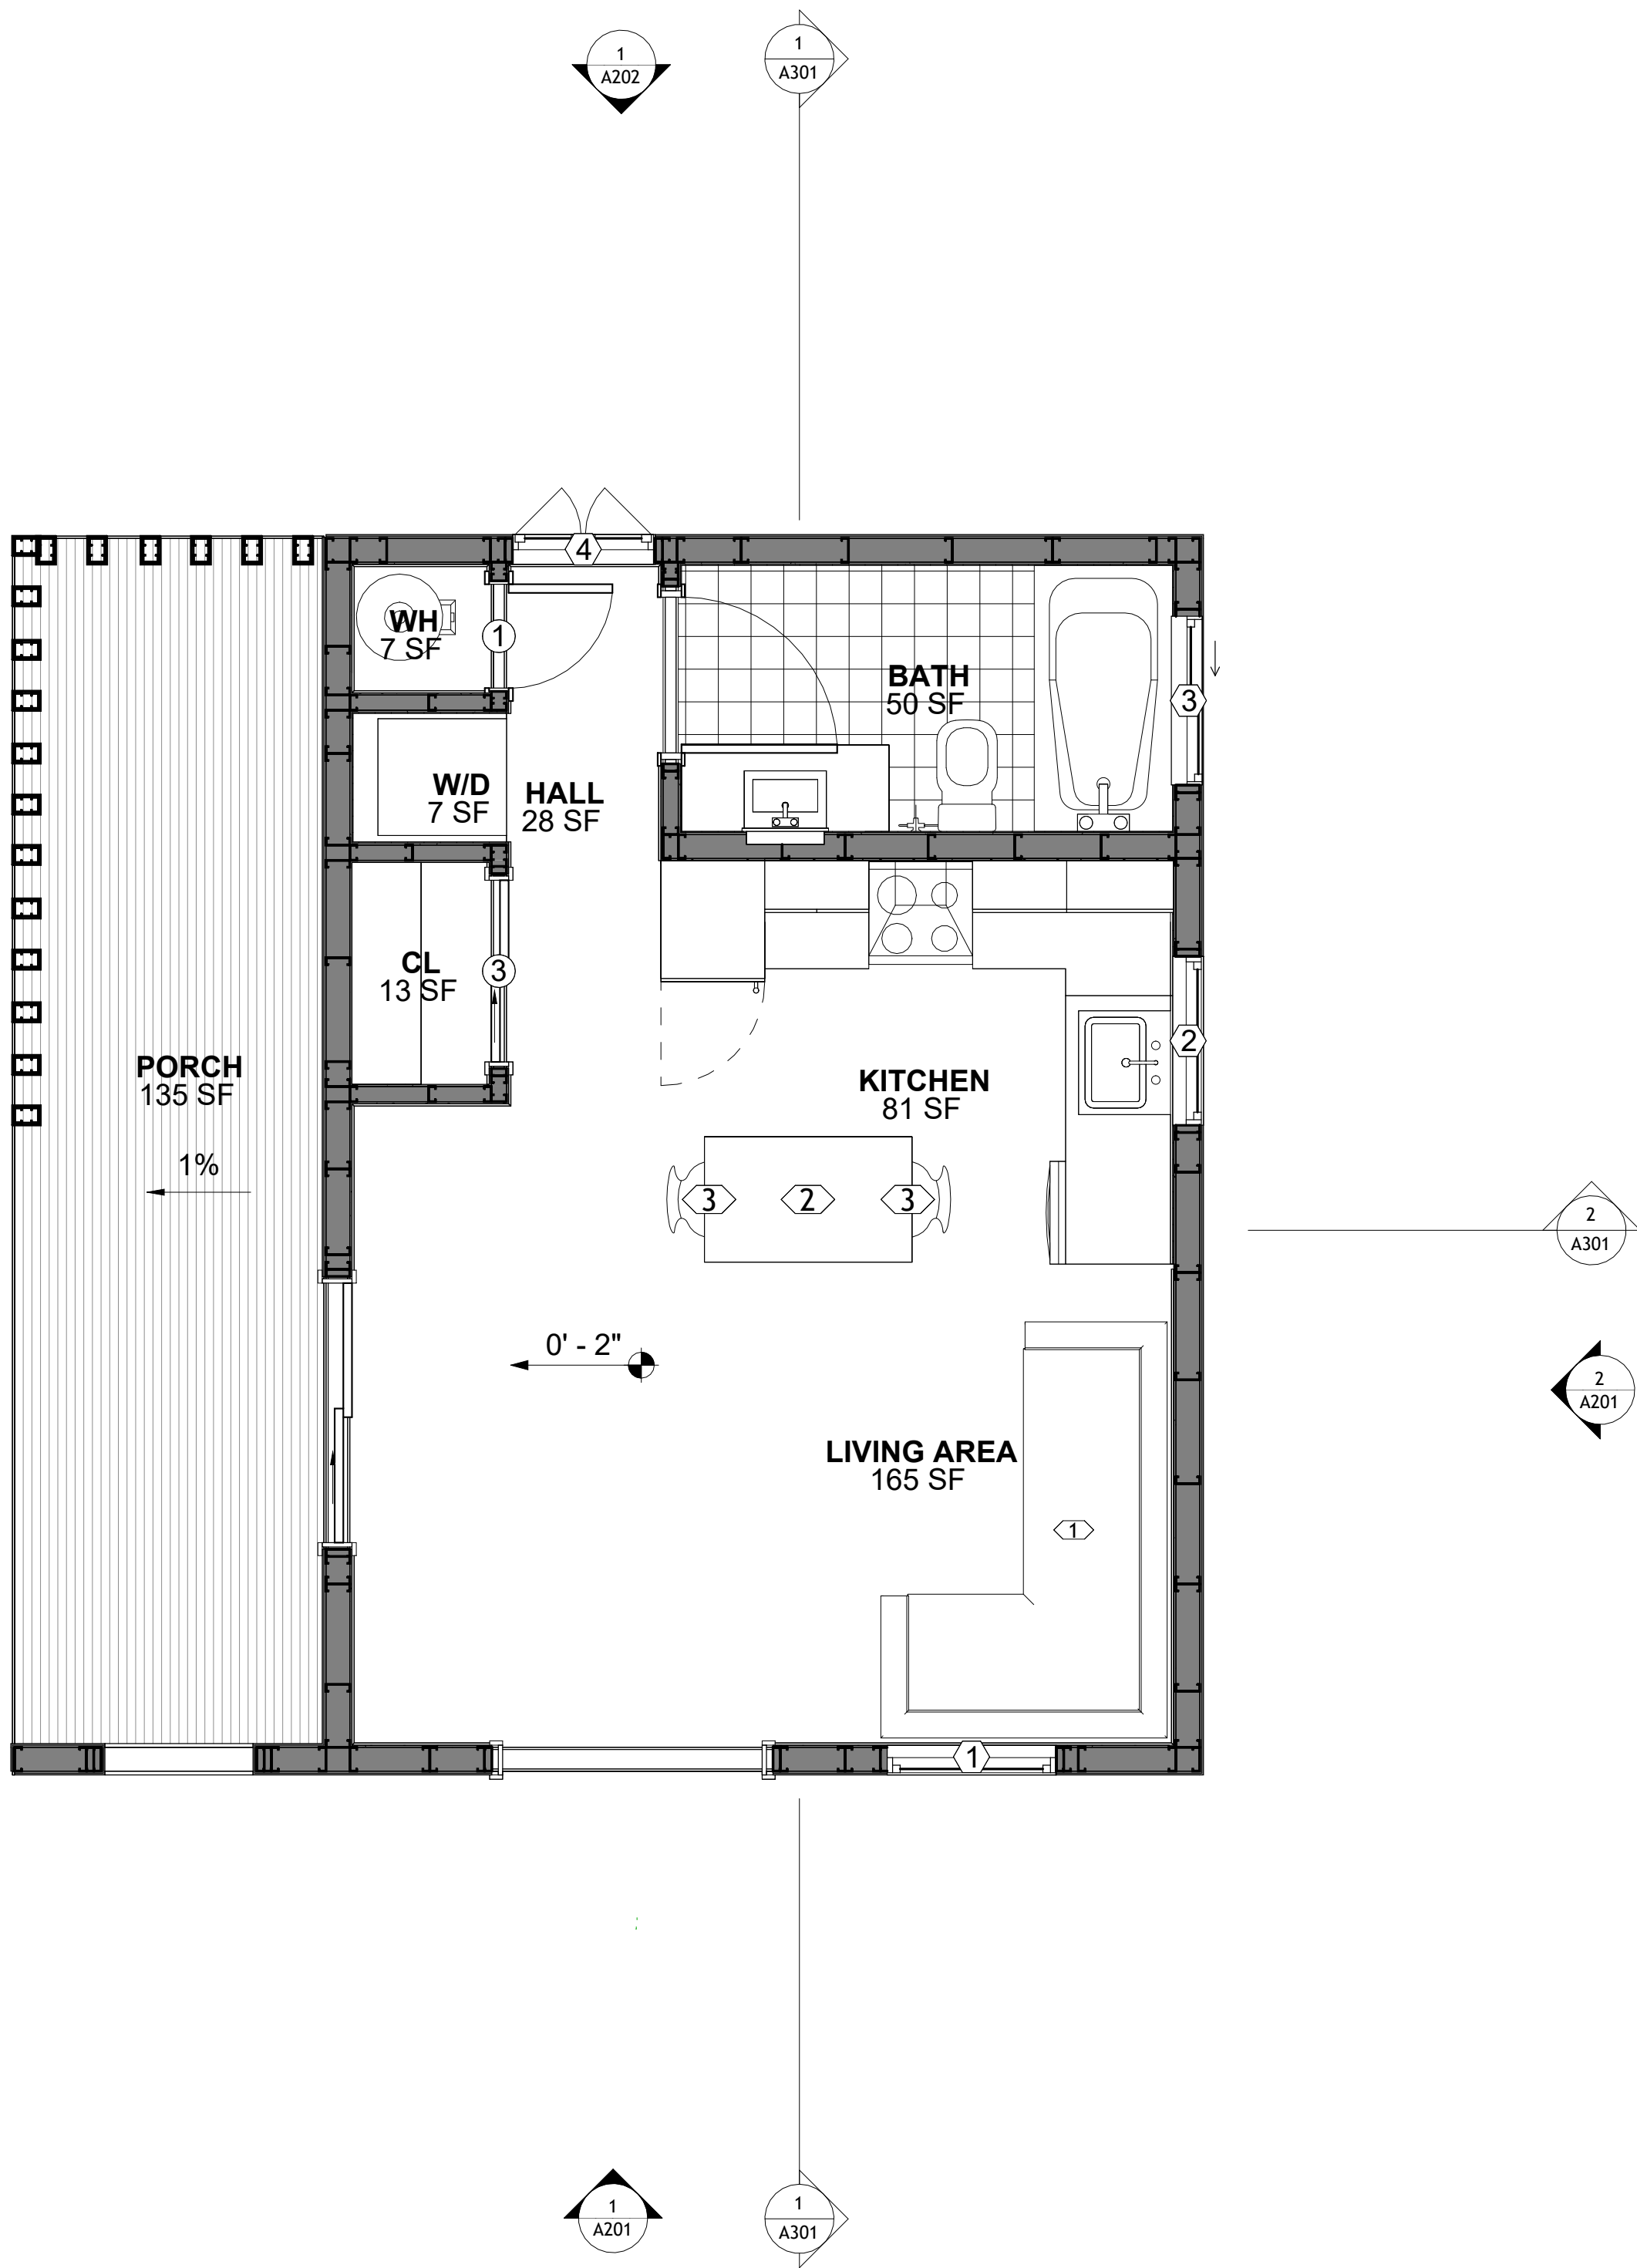 1
A202
1
A301
4
WH
7 SF
1
BATH
50 SF
3
W/D
7 SF
HALL
28 SF
CL
13 SF
3
2
PORCH
135 SF
KITCHEN
81 SF
1%
3
2
3
2
A301
0' - 2"
2
A201
LIVING AREA
165 SF
1
1
1
A201
1
A301